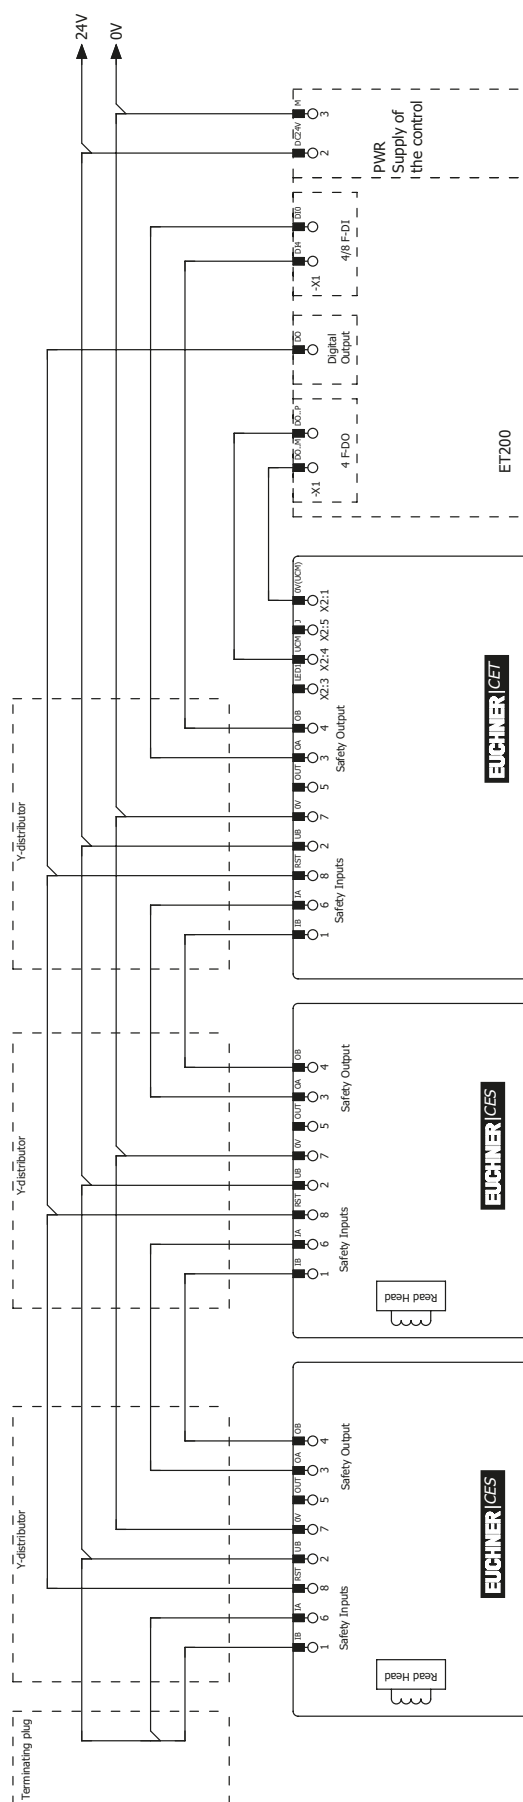 24V
0V
M
3
DC24V
2
PWR
Supply of
the control
DI0
DI4
-X1
4/8 F-DI
DO
Digital
Output
DO..P
DO..M
-X1
4 F-DO
ET200
0V(UCM)
X2:1
J
X2:5
UCM
X2:4
LED1
X2:3
OB
4
OA
3
Safety Output
OUT
5
0V
7
UB
2
RST
8
IA
6
Safety Inputs
IB
1
EUCHNER|CET
Y-distributor
OB
4
OA
3
Safety Output
OUT
5
0V
7
UB
2
RST
8
IA
6
Safety Inputs
IB
1
EUCHNER|CES
Read Head
Y-distributor
OB
4
OA
3
Safety Output
OUT
5
0V
7
UB
2
RST
8
IA
6
Safety Inputs
IB
1
EUCHNER|CES
Read Head
Y-distributor
Terminating plug